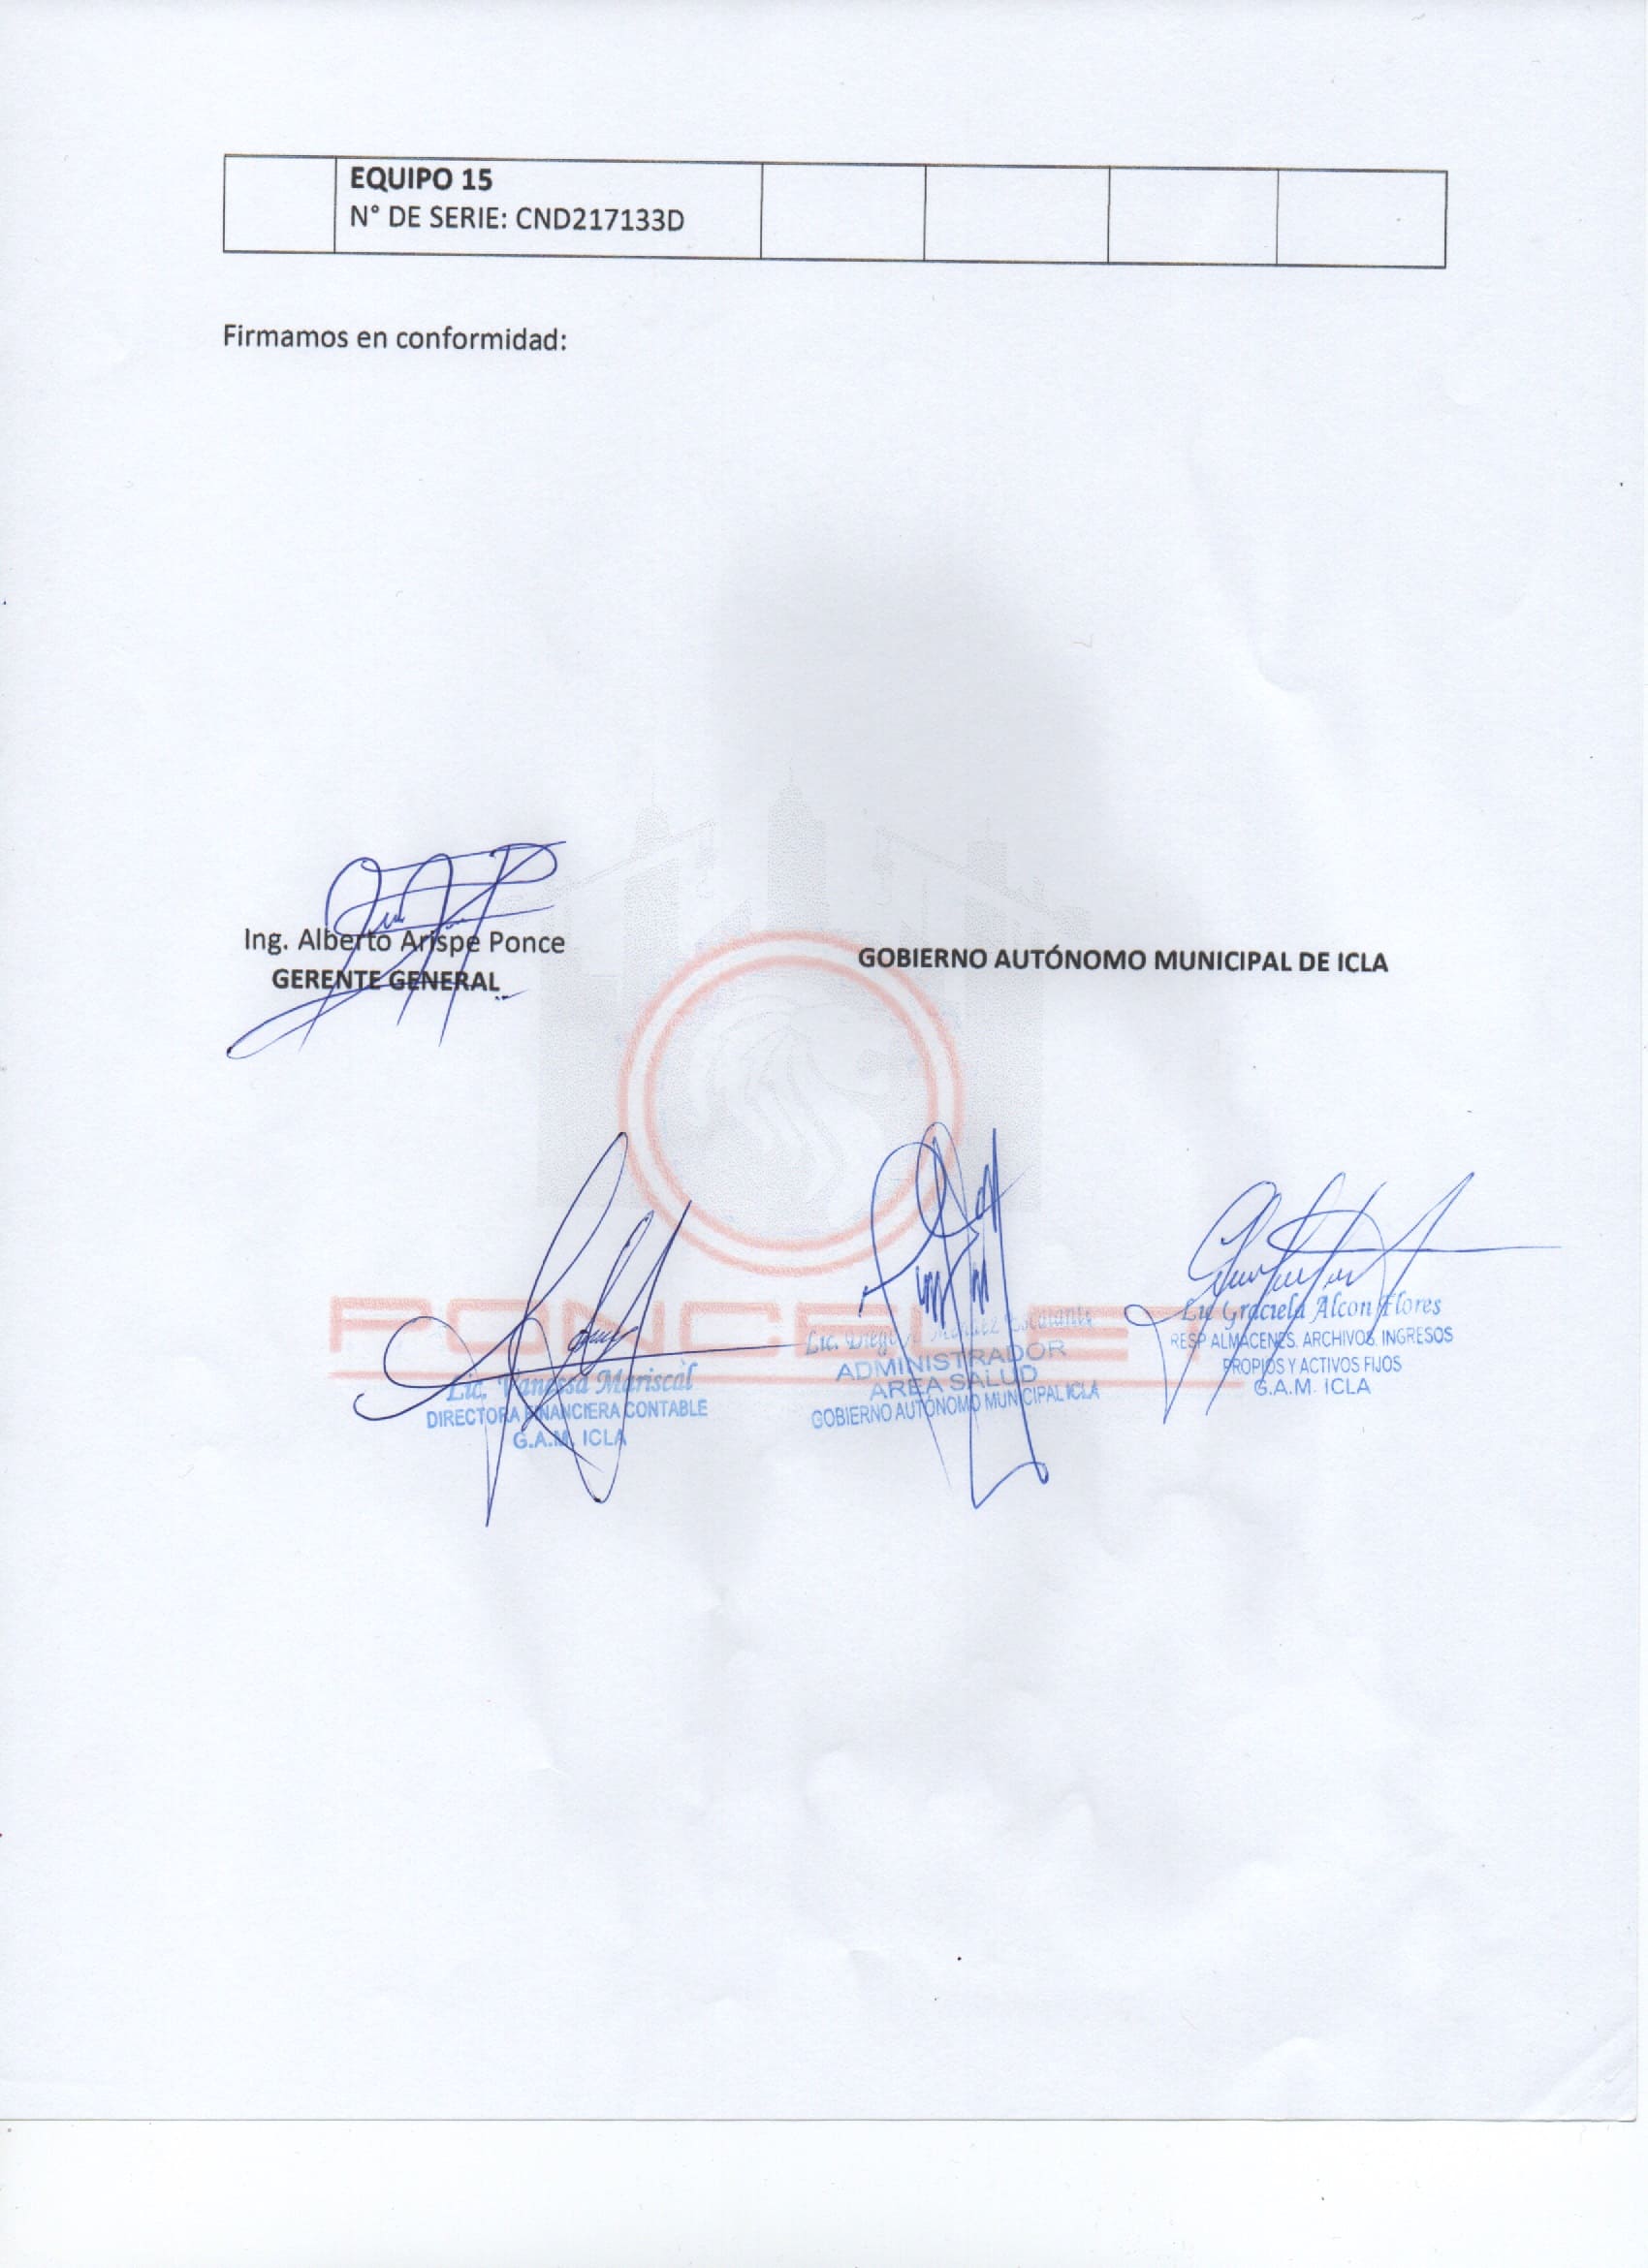 EQUIPO 15
N° DE SERIE: CND217133D
Firmamos en conformidad:
Ing. Alberto Arispe Ponce
GERENTE GENERAL
GOBIERNO AUTÓNOMO MUNICIPAL DE ICLA
PONCELET
Lic. Vanessa Mariscal
DIRECTORA FINANCIERA CONTABLE
G.A.M. ICLA
Lic. Diego
ADMINISTRADOR
AREA SALUD
GOBIERNO AUTÓNOMO MUNICIPAL ICLA
Lic Graciela Alcon Flores
RESP ALMACENES. ARCHIVOS. INGRESOS
PROPIOS Y ACTIVOS FIJOS
G.A.M. ICLA